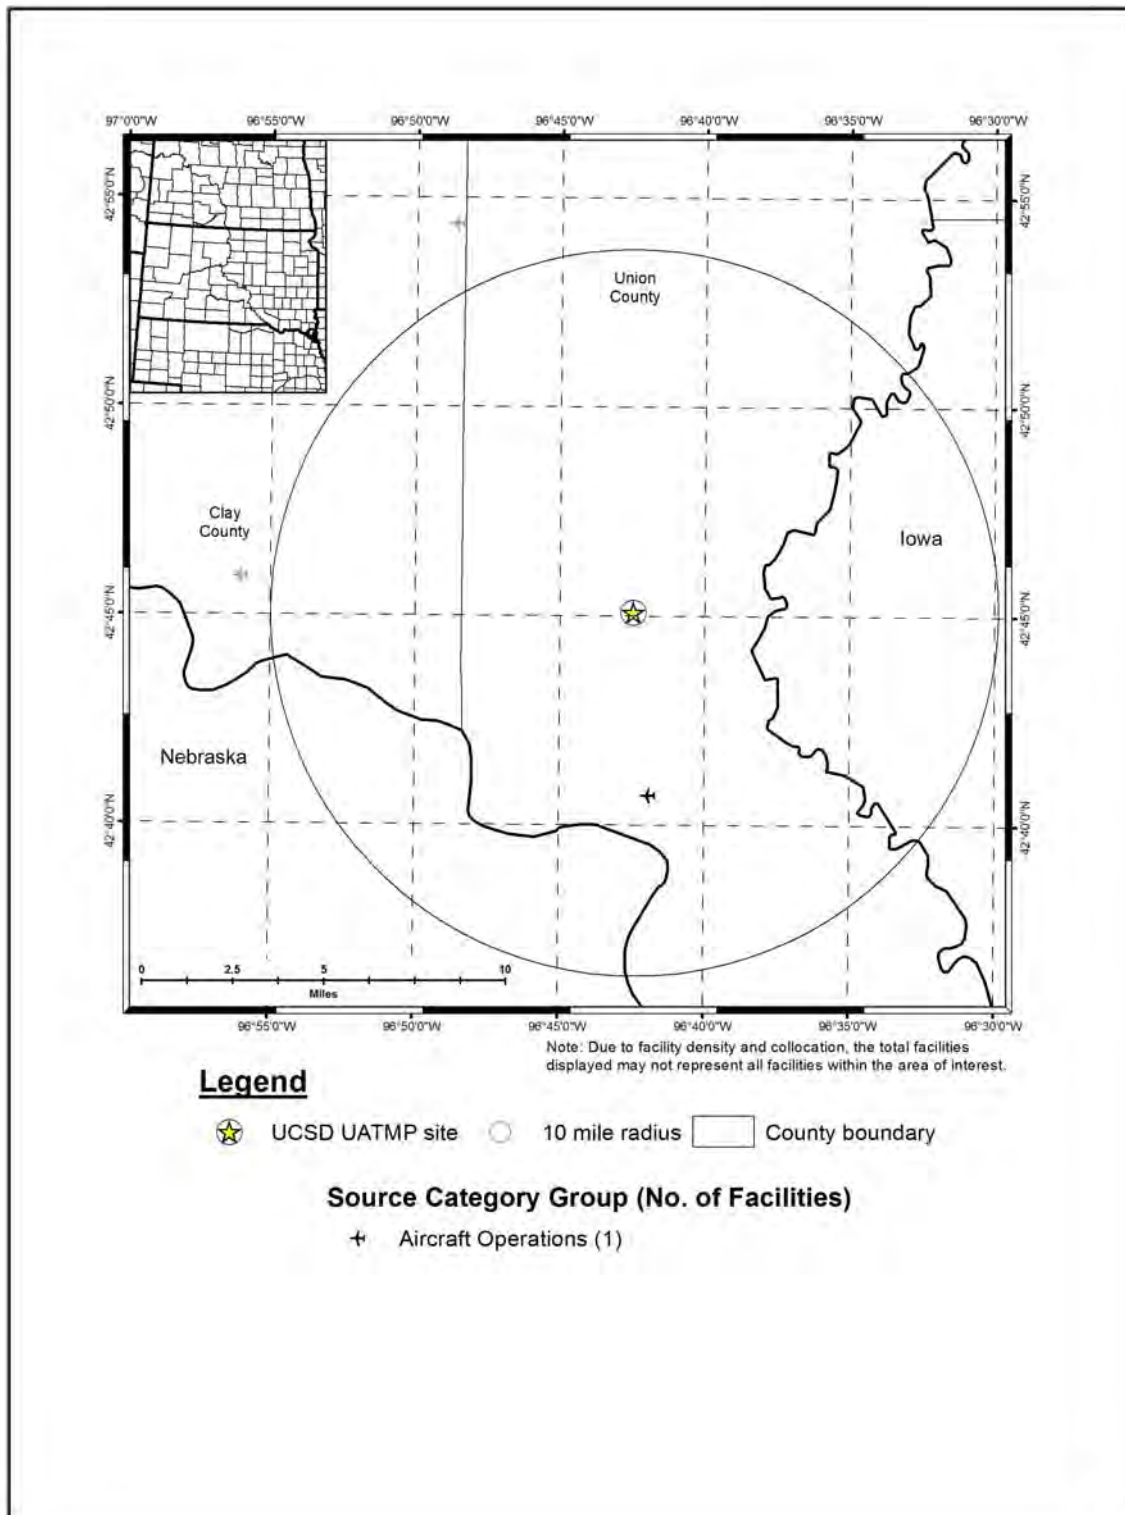 97°0'0"W 96°55'0"W 96°50'0"W 96°45'0"W 96°40'0"W 96°35'0"W 96°30'0"W
42°55'0"N
42°55'0"N
Union
County
42°50'0"N
42°50'0"N
Clay
County
Iowa
42°45'0"N
42°45'0"N
Nebraska
42°40'0"N
42°40'0"N
0 2.5 5 10
Miles
96°55'0"W 96°50'0"W 96°45'0"W 96°40'0"W 96°35'0"W 96°30'0"W
Note: Due to facility density and collocation, the total facilities
displayed may not represent all facilities within the area of interest.
Legend
UCSD UATMP site 10 mile radius County boundary
Source Category Group (No. of Facilities)
Aircraft Operations (1)